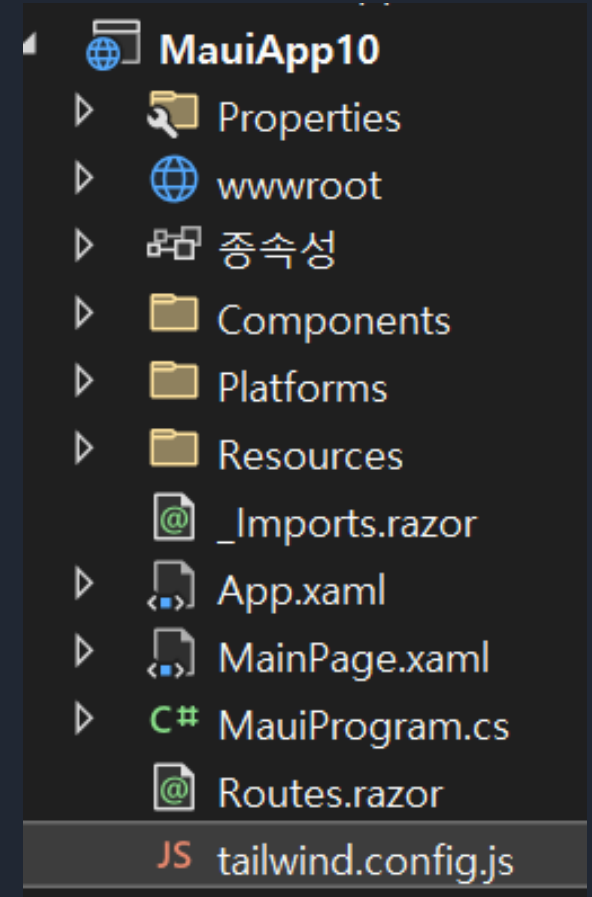 MauiApp10
Properties
wwwroot
종속성
Components
Platforms
Resources
@ _Imports.razor
App.xaml
MainPage.xaml
C# MauiProgram.cs
@ Routes.razor
JS tailwind.config.js